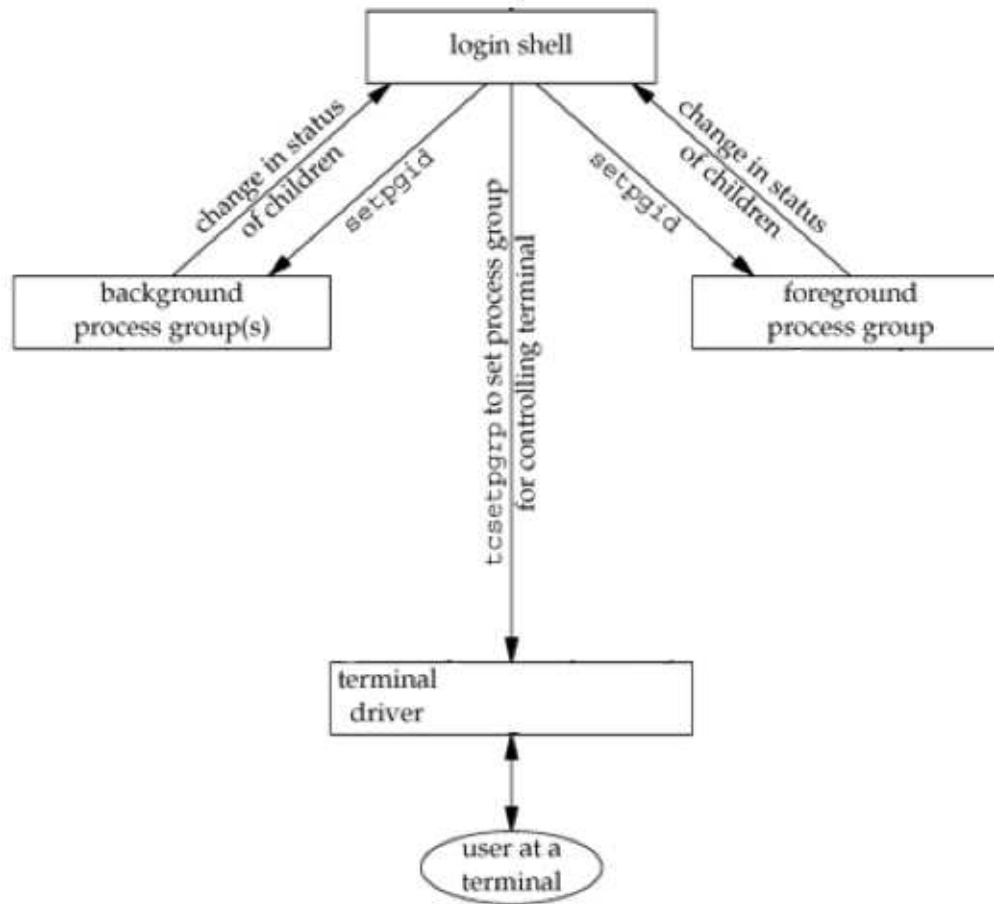 login shell
change in status
of children
setpgid
tcsetpgrp to set process group
for controlling terminal
setpgid
change in status
of children
background
process group(s)
foreground
process group
terminal
driver
user at a
terminal